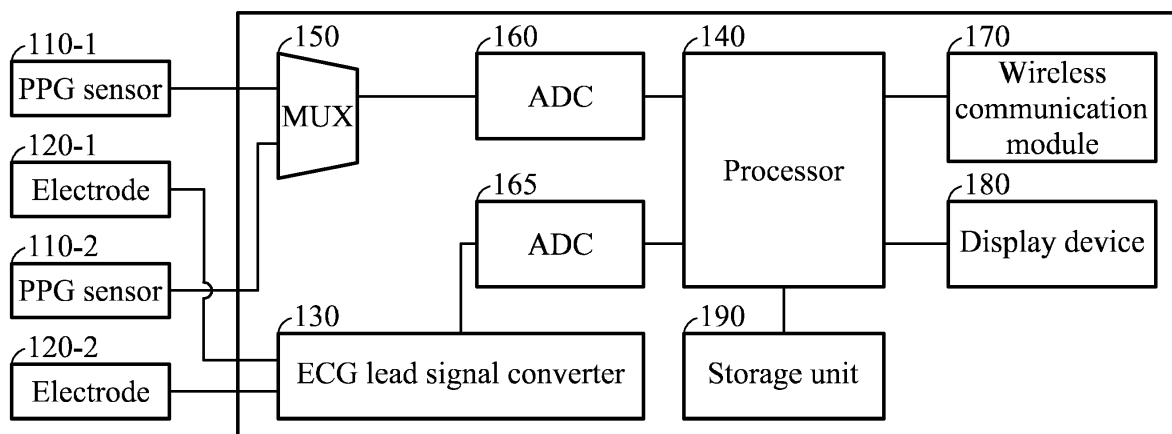 110-1
PPG sensor
120-1
Electrode
110-2
PPG sensor
120-2
Electrode
150
MUX
160
ADC
165
ADC
130
ECG lead signal converter
140
Processor
190
Storage unit
170
Wireless
communication
module
180
Display device